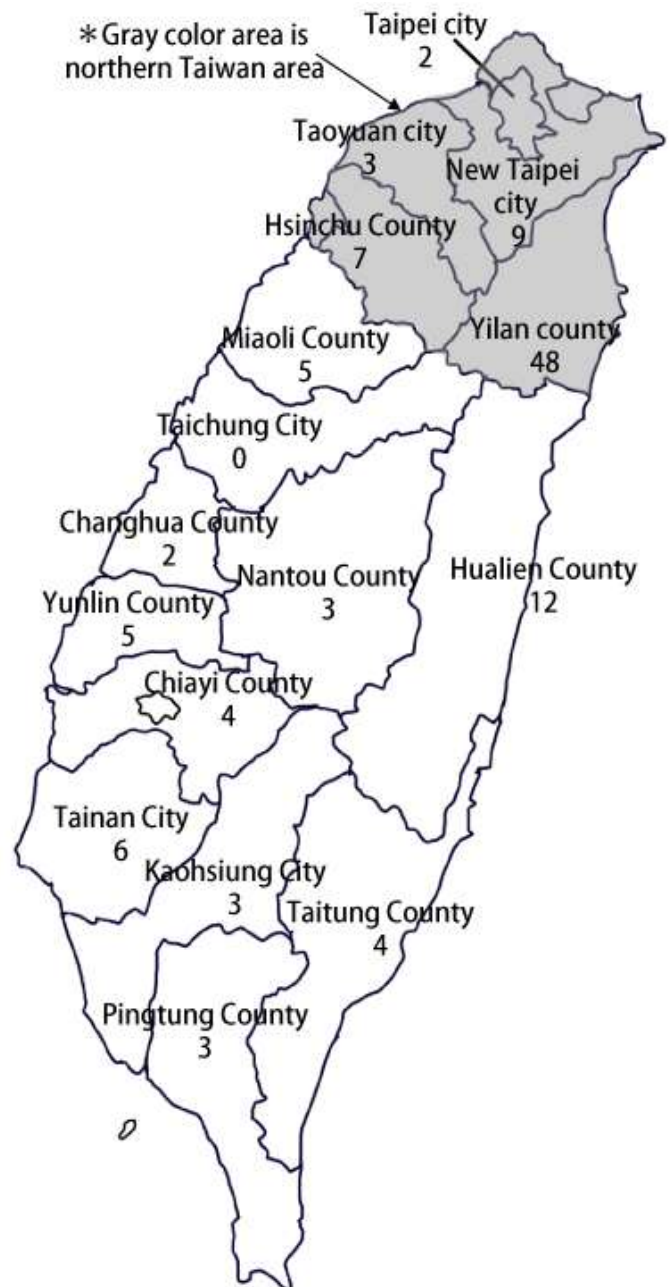 *Gray color area is
northern Taiwan area
Taipei city
2
Taoyuan city
3
New Taipei
city
9
Hsinchu County
7
Yilan county
48
Miaoli County
5
Taichung City
0
Changhua County
2
Nantou County
3
Hualien County
12
Yunlin County
5
Chiayi County
4
Tainan City
6
Kaohsiung City
3
Taitung County
4
Pingtung County
3